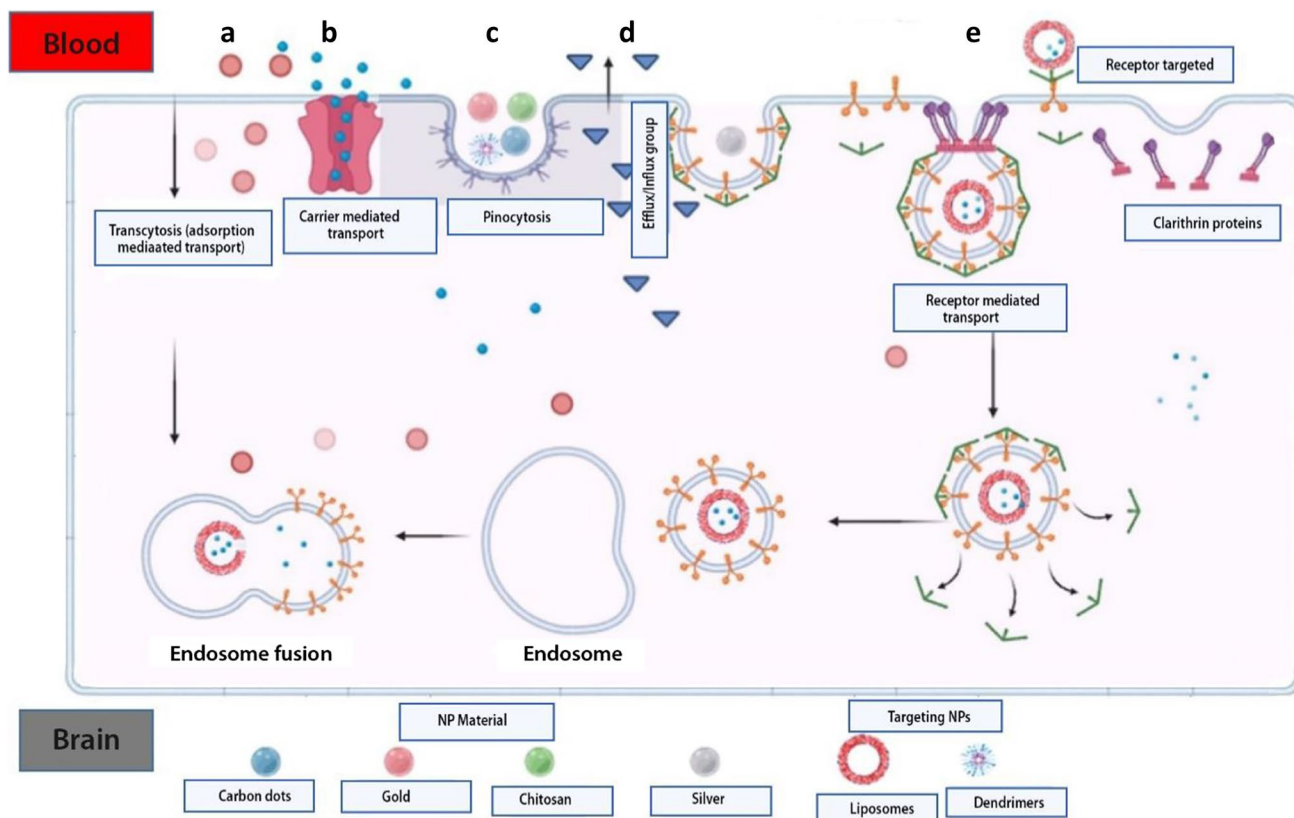 Blood
a
b
c
d
e
Receptor targeted
Efflux/Influx group
Transcytosis (adsorption
mediaated transport)
Carrier mediated
transport
Pinocytosis
Clarithrin proteins
Receptor mediated
transport
Endosome fusion
Endosome
Brain
NP Material
Targeting NPs
Carbon dots
Gold
Chitosan
Silver
Liposomes
Dendrimers